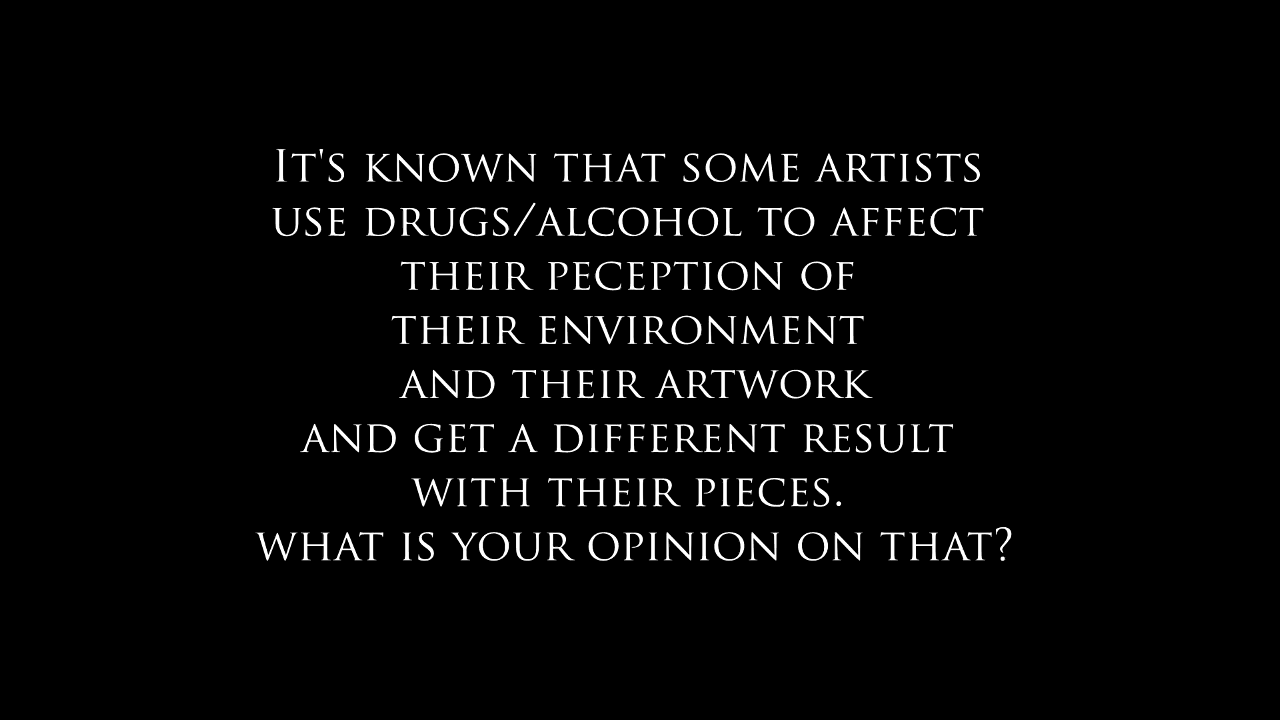 It's known that some artists
use drugs/alcohol to affect
their peception of
their environment
and their artwork
and get a different result
with their pieces.
what is your opinion on that?